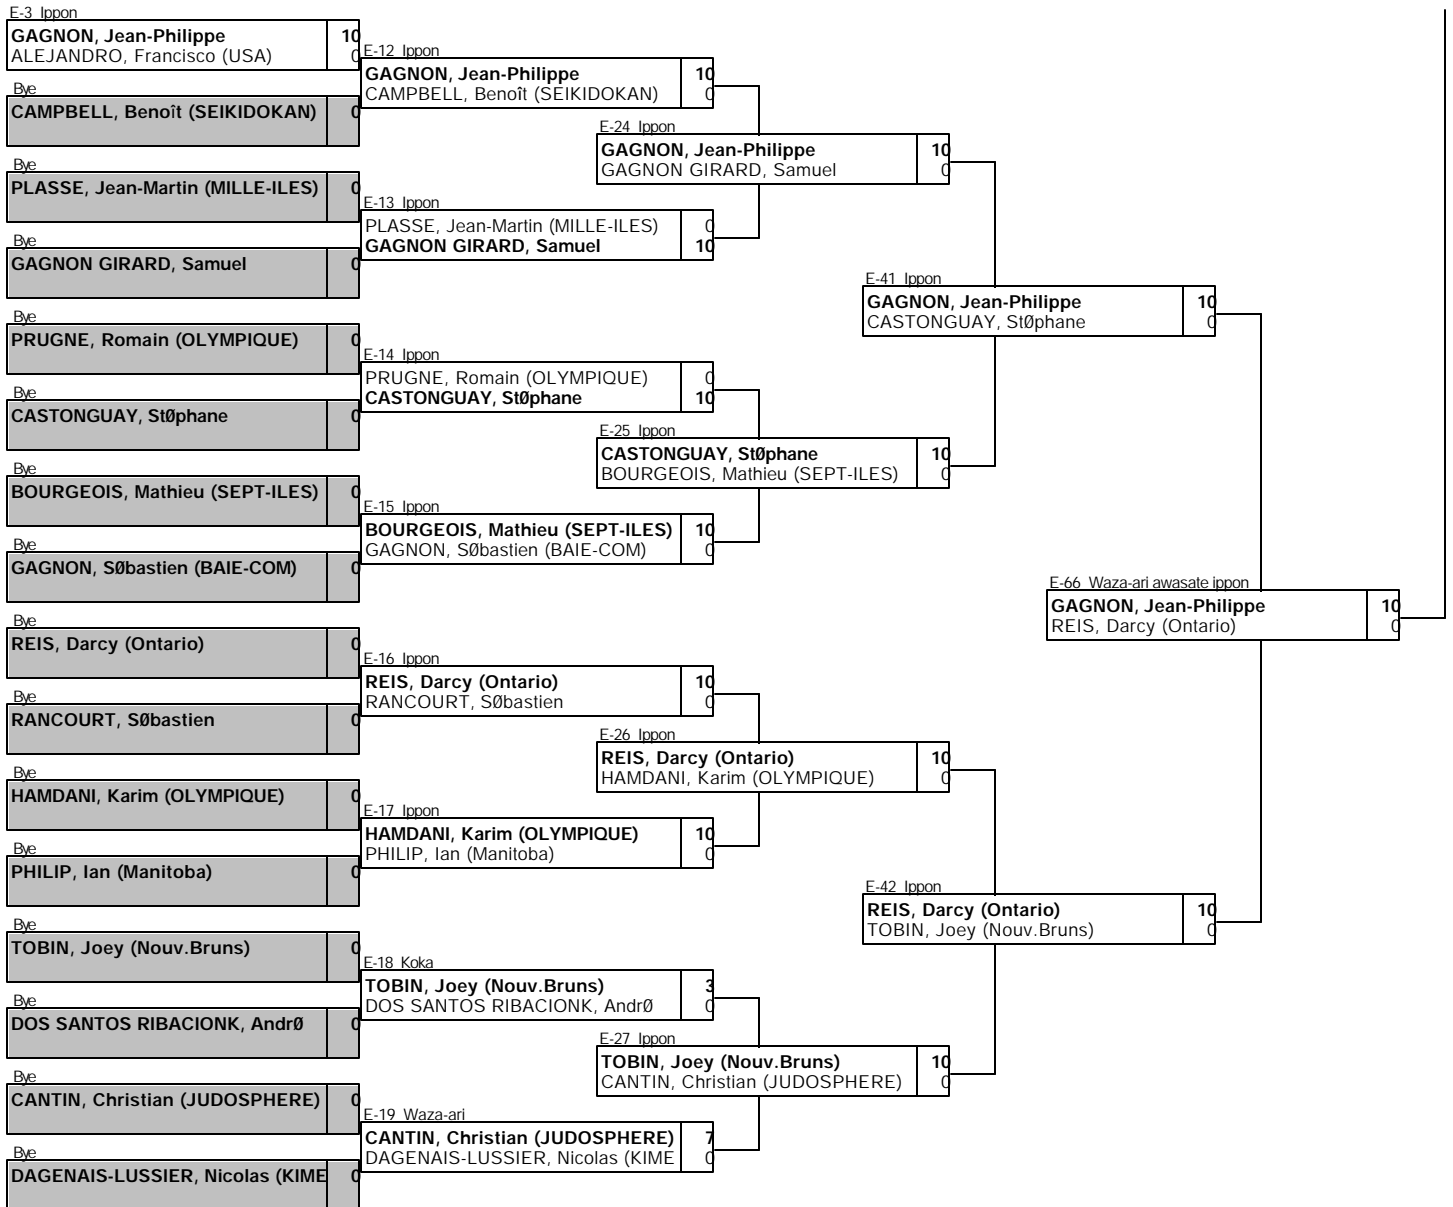 E-3 Ippon
GAGNON, Jean-Philippe 10
ALEJANDRO, Francisco (USA) 0
Bye
CAMPBELL, Benoît (SEIKIDOKAN) 0
Bye
PLASSE, Jean-Martin (MILLE-ILES) 0
Bye
GAGNON GIRARD, Samuel 0
Bye
PRUGNE, Romain (OLYMPIQUE) 0
Bye
CASTONGUAY, StØphane 0
Bye
BOURGEOIS, Mathieu (SEPT-ILES) 0
Bye
GAGNON, SØbastien (BAIE-COM) 0
Bye
REIS, Darcy (Ontario) 0
Bye
RANCOURT, SØbastien 0
Bye
HAMDANI, Karim (OLYMPIQUE) 0
Bye
PHILIP, Ian (Manitoba) 0
Bye
TOBIN, Joey (Nouv.Bruns) 0
Bye
DOS SANTOS RIBACIONK, AndrØ 0
Bye
CANTIN, Christian (JUDOSPHERE) 0
Bye
DAGENAIS-LUSSIER, Nicolas (KIME 0
E-12 Ippon
GAGNON, Jean-Philippe 10
CAMPBELL, Benoît (SEIKIDOKAN) 0
E-13 Ippon
PLASSE, Jean-Martin (MILLE-ILES) 0
GAGNON GIRARD, Samuel 10
E-14 Ippon
PRUGNE, Romain (OLYMPIQUE) 0
CASTONGUAY, StØphane 10
E-15 Ippon
BOURGEOIS, Mathieu (SEPT-ILES) 10
GAGNON, SØbastien (BAIE-COM) 0
E-16 Ippon
REIS, Darcy (Ontario) 10
RANCOURT, SØbastien 0
E-17 Ippon
HAMDANI, Karim (OLYMPIQUE) 10
PHILIP, Ian (Manitoba) 0
E-18 Koka
TOBIN, Joey (Nouv.Bruns) 3
DOS SANTOS RIBACIONK, AndrØ 0
E-19 Waza-ari
CANTIN, Christian (JUDOSPHERE) 7
DAGENAIS-LUSSIER, Nicolas (KIME 0
E-24 Ippon
GAGNON, Jean-Philippe 10
GAGNON GIRARD, Samuel 0
E-25 Ippon
CASTONGUAY, StØphane 10
BOURGEOIS, Mathieu (SEPT-ILES) 0
E-26 Ippon
REIS, Darcy (Ontario) 10
HAMDANI, Karim (OLYMPIQUE) 0
E-27 Ippon
TOBIN, Joey (Nouv.Bruns) 10
CANTIN, Christian (JUDOSPHERE) 0
E-41 Ippon
GAGNON, Jean-Philippe 10
CASTONGUAY, StØphane 0
E-42 Ippon
REIS, Darcy (Ontario) 10
TOBIN, Joey (Nouv.Bruns) 0
E-66 Waza-ari awasate ippon
GAGNON, Jean-Philippe 10
REIS, Darcy (Ontario) 0